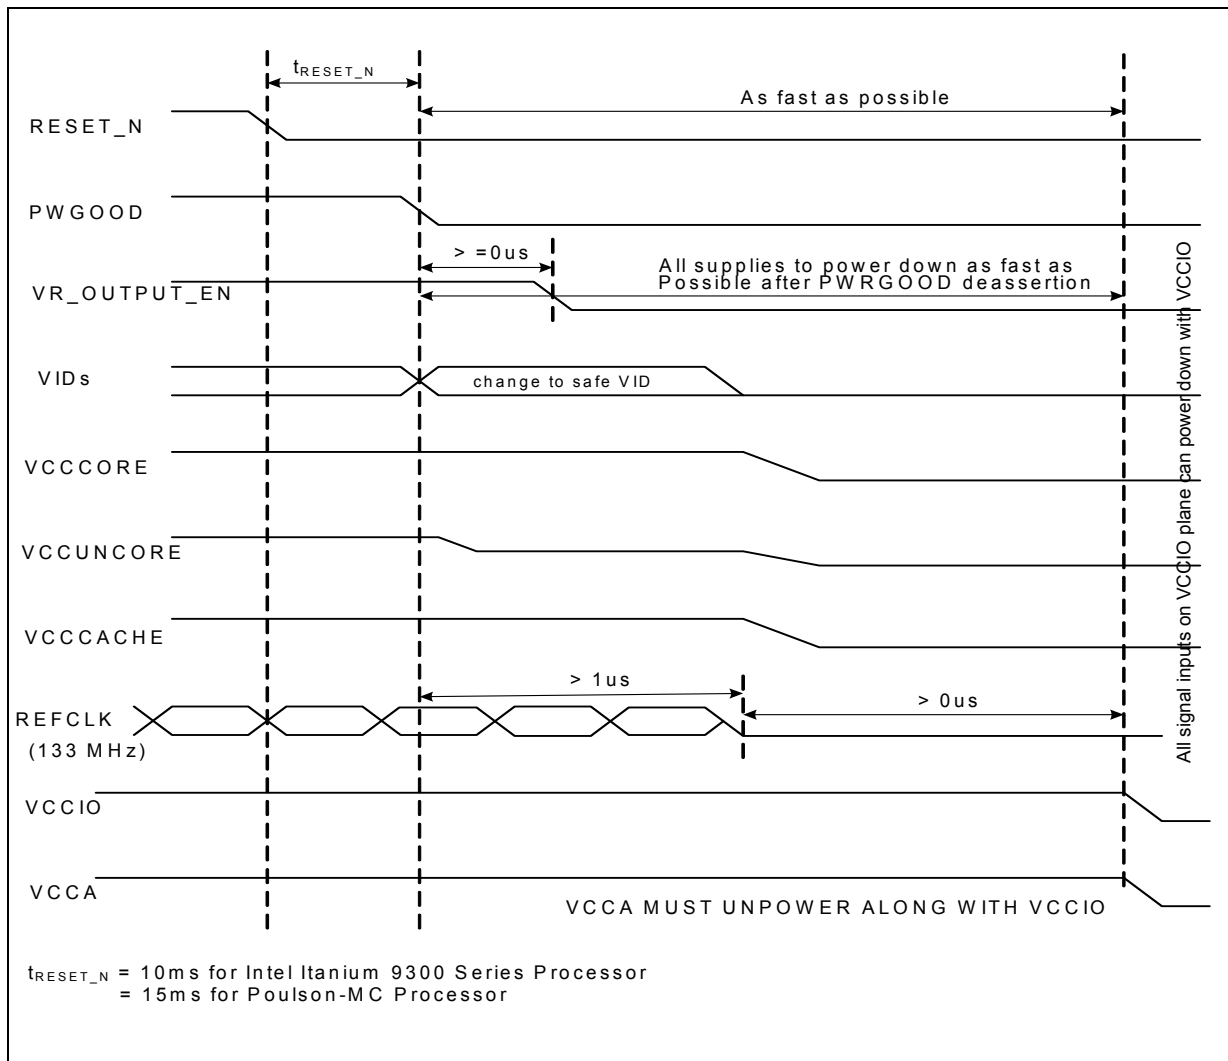 tRESET_N
As fast as possible
RESET_N
PWGOOD
> =0us
All supplies to power down as fast as
Possible after PWRGOOD deassertion
VR_OUTPUT_EN
VIDs
change to safe VID
VCCCORE
VCCUNCORE
VCCCACHE
> 1us
> 0us
REFCLK
(133 MHz)
VCCIO
VCCA
VCCA MUST UNPOWER ALONG WITH VCCIO
All signal inputs on VCCIO plane can power down with VCCIO
tRESET_N = 10ms for Intel Itanium 9300 Series Processor
= 15ms for Poulson-MC Processor